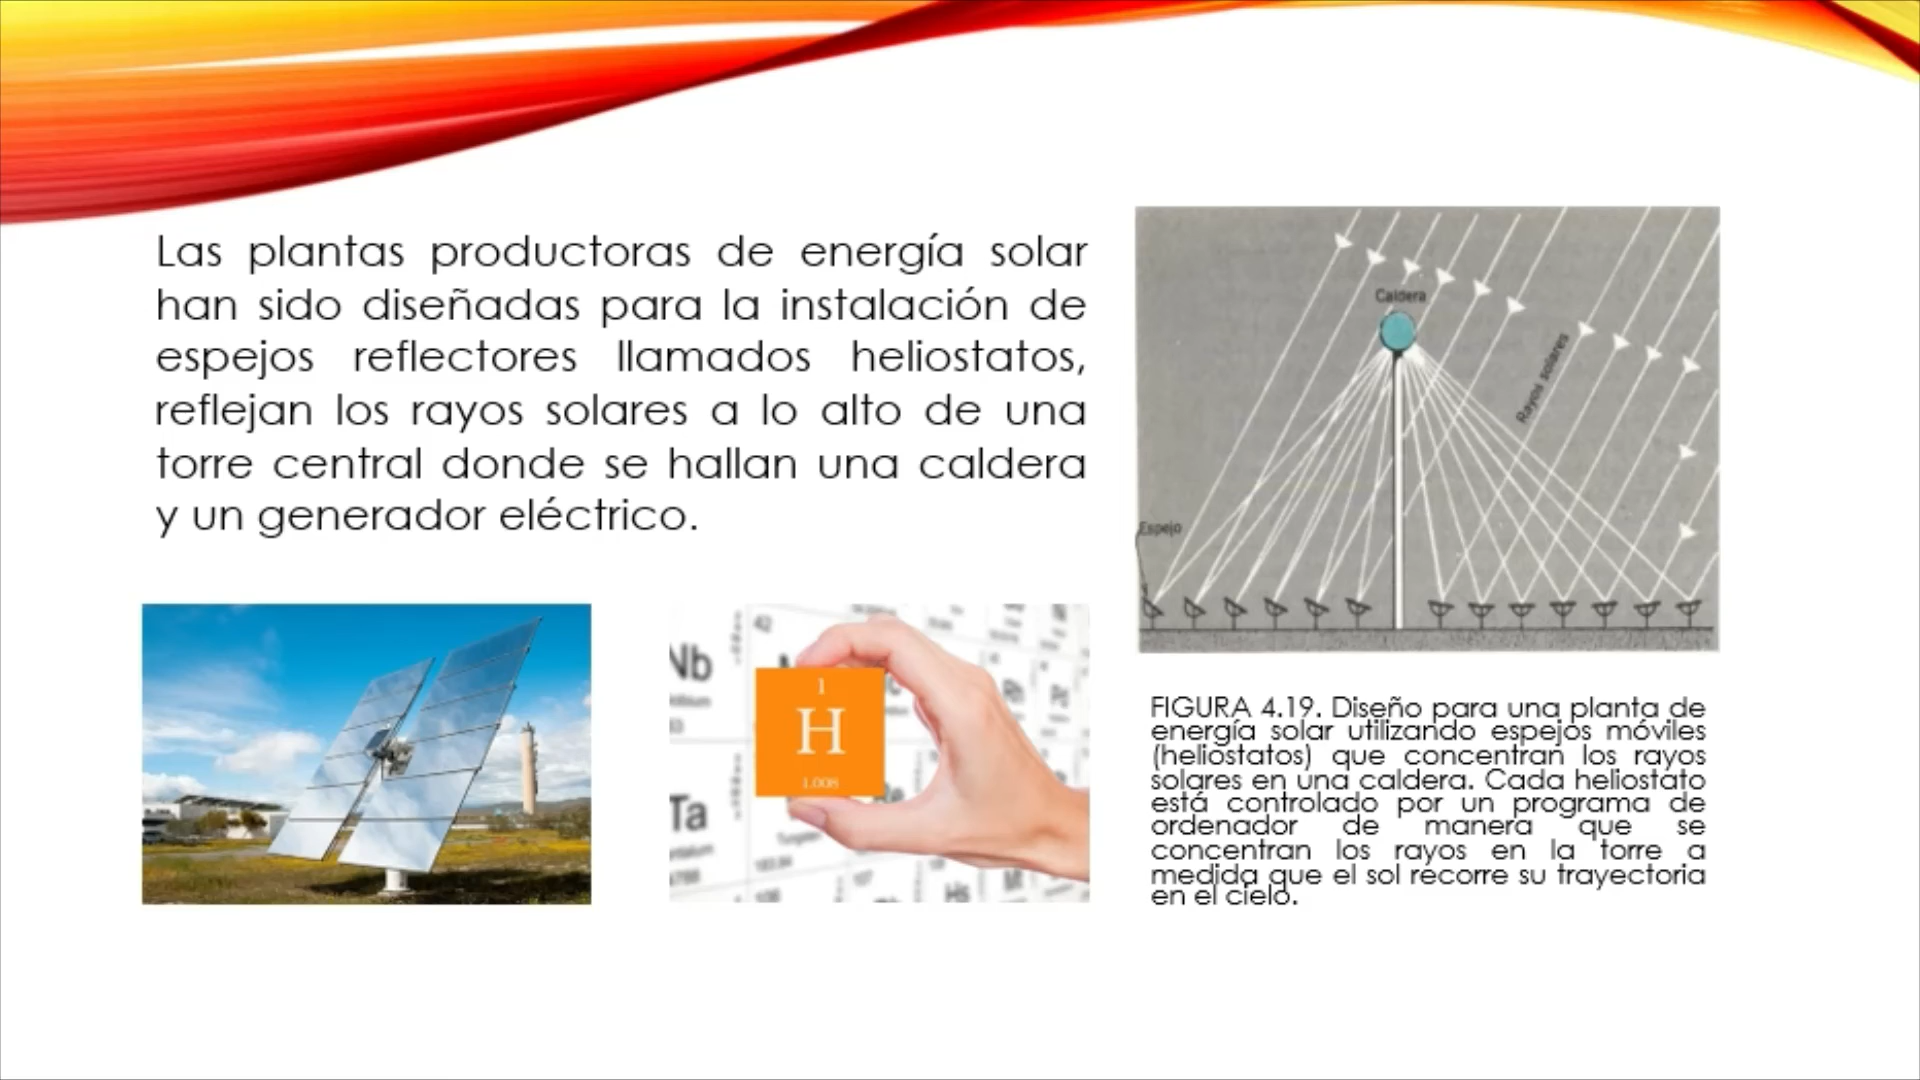 Las plantas productoras de energía solar
han sido diseñadas para la instalación de
espejos reflectores llamados heliostatos,
reflejan los rayos solares a lo alto de una
torre central donde se hallan una caldera
y un generador eléctrico.
Caldera
Rayos solares
Espejo
Nb
42
1
H
1.008
Ta
Hs
FIGURA 4.19. Diseño para una planta de
energía solar utilizando espejos móviles
(heliostatos) que concentran los rayos
solares en una caldera. Cada heliostato
está controlado por un programa de
ordenador de manera que se
concentran los rayos en la torre a
medida que el sol recorre su trayectoria
en el cielo.